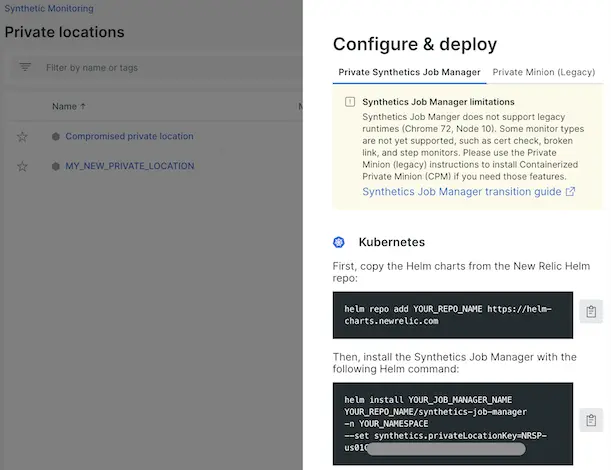 Synthetic Monitoring
Private locations
Filter by name or tags
Name ↑
M
Compromised private location
MY_NEW_PRIVATE_LOCATION
Configure & deploy
Private Synthetics Job Manager
Private Minion (Legacy)
Synthetics Job Manager limitations
Synthetics Job Manger does not support legacy
runtimes (Chrome 72, Node 10). Some monitor types
are not yet supported, such as cert check, broken
link, and step monitors. Please use the Private
Minion (legacy) instructions to install Containerized
Private Minion (CPM) if you need those features.
Synthetics Job Manager transition guide
Kubernetes
First, copy the Helm charts from the New Relic Helm
repo:
helm repo add YOUR_REPO_NAME https://helm-
charts.newrelic.com
Then, install the Synthetics Job Manager with the
following Helm command:
helm install YOUR_JOB_MANAGER_NAME
YOUR_REPO_NAME/synthetics-job-manager
-n YOUR_NAMESPACE
--set synthetics.privateLocationKey=NRSP-
us01